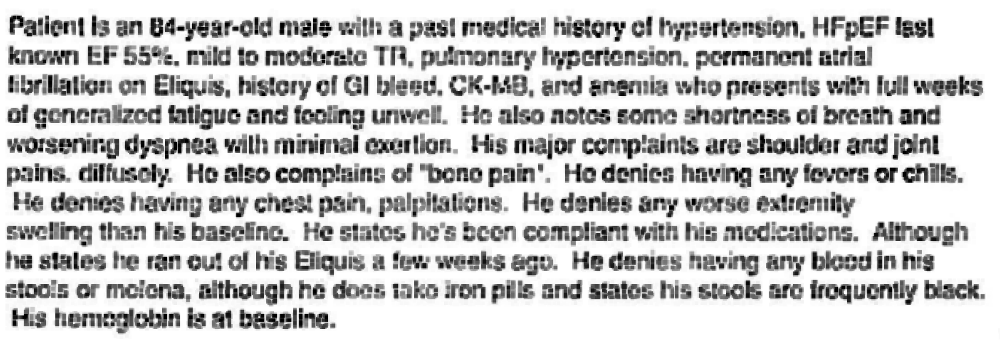 Patient is an 84-year-old male with a past medical history of hypertension, HFpEF last
known EF 55%, mild to moderate TR, pulmonary hypertension, permanent atrial
fibrillation on Eliquis, history of GI bleed, CK-MB, and anemia who presents with full weeks
of generalized fatigue and feeling unwell.  He also notes some shortness of breath and
worsening dyspnea with minimal exertion.  His major complaints are shoulder and joint
pains, diffusely.  He also complains of "bone pain".  He denies having any fevers or chills.
He denies having any chest pain, palpitations.  He denies any worse extremity
swelling than his baseline.  He states he's been compliant with his medications.  Although
he states he ran out of his Eliquis a few weeks ago.  He denies having any blood in his
stools or melena, although he does take iron pills and states his stools are frequently black.
His hemoglobin is at baseline.